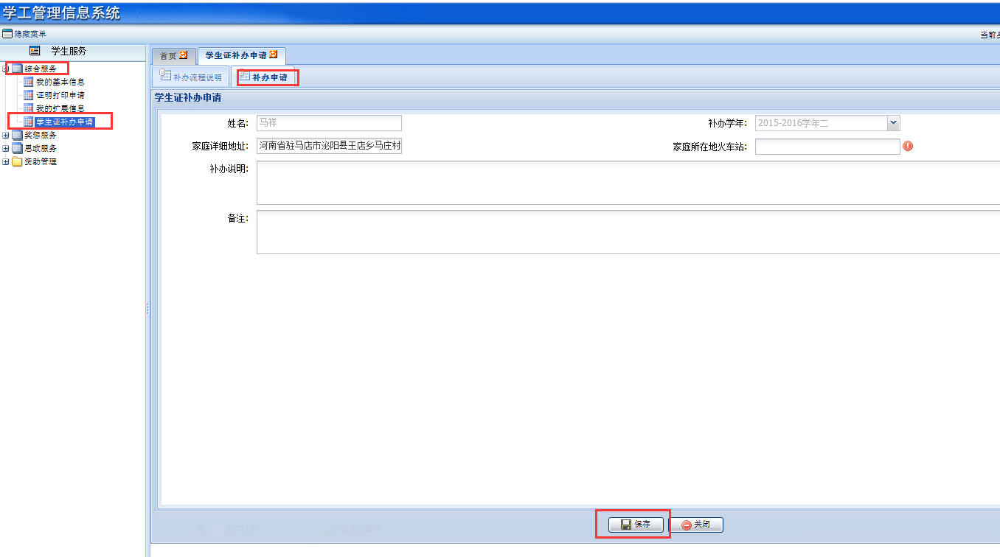 学工管理信息系统
隐藏菜单
当前
学生服务
综合服务
我的基本信息
证明打印申请
我的扩展信息
学生证补办申请
奖惩服务
思政服务
资助管理
首页
学生证补办申请
补办流程说明
补办申请
学生证补办申请
姓名: 马祥
补办学年: 2015-2016学年二
家庭详细地址: 河南省驻马店市泌阳县王店乡马庄村
家庭所在地火车站:
补办说明:
备注:
保存
关闭